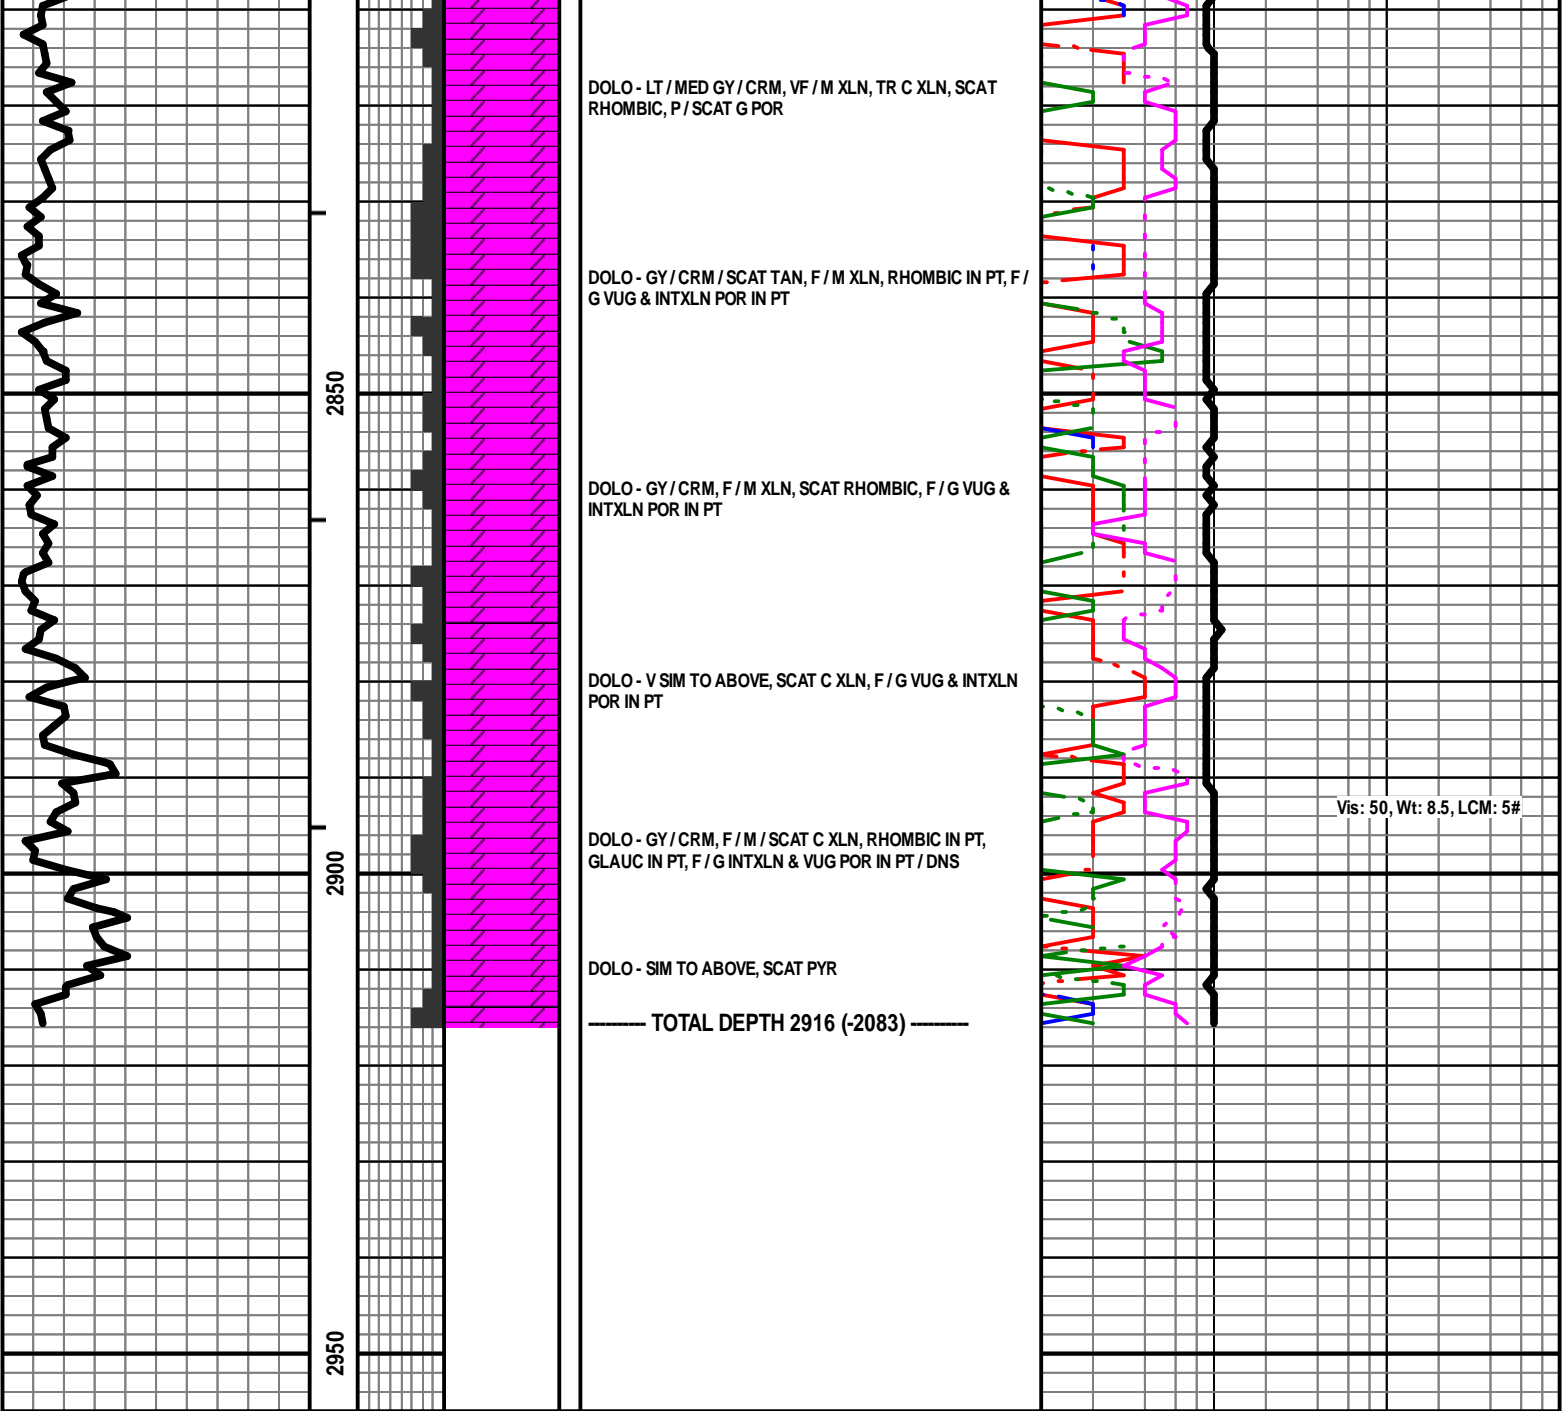 DOLO - LT / MED GY / CRM, VF / M XLN, TR C XLN, SCAT
RHOMBIC, P / SCAT G POR
DOLO - GY / CRM / SCAT TAN, F / M XLN, RHOMBIC IN PT, F /
G VUG & INTXLN POR IN PT
2850
DOLO - GY / CRM, F / M XLN, SCAT RHOMBIC, F / G VUG &
INTXLN POR IN PT
DOLO - V SIM TO ABOVE, SCAT C XLN, F / G VUG & INTXLN
POR IN PT
Vis: 50, Wt: 8.5, LCM: 5#
DOLO - GY / CRM, F / M / SCAT C XLN, RHOMBIC IN PT,
GLAUC IN PT, F / G INTXLN & VUG POR IN PT / DNS
2900
DOLO - SIM TO ABOVE, SCAT PYR
---------- TOTAL DEPTH 2916 (-2083) ----------
2950